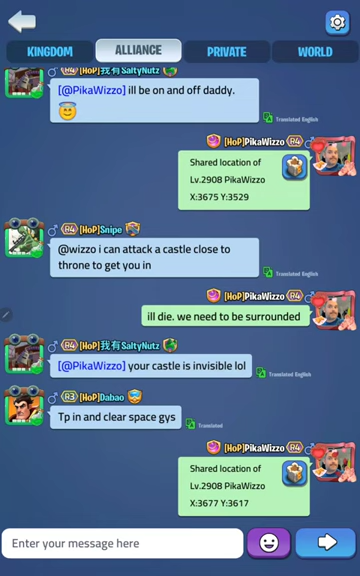 KINGDOM
ALLIANCE
PRIVATE
WORLD
R4 [HoP]我有SaltyNutz
[@PikaWizzo] ill be on and off daddy.
Translated English
[HoP]PikaWizzo R4
Shared location of
Lv.2908 PikaWizzo
X:3675 Y:3529
R4 [HoP]Snipe
@wizzo i can attack a castle close to
throne to get you in
Translated English
[HoP]PikaWizzo R4
ill die. we need to be surrounded
R4 [HoP]我有SaltyNutz
[@PikaWizzo] your castle is invisible lol
Translated English
R3 [HoP]Dabao
Tp in and clear space gys
Translated
[HoP]PikaWizzo R4
Shared location of
Lv.2908 PikaWizzo
X:3677 Y:3617
Enter your message here